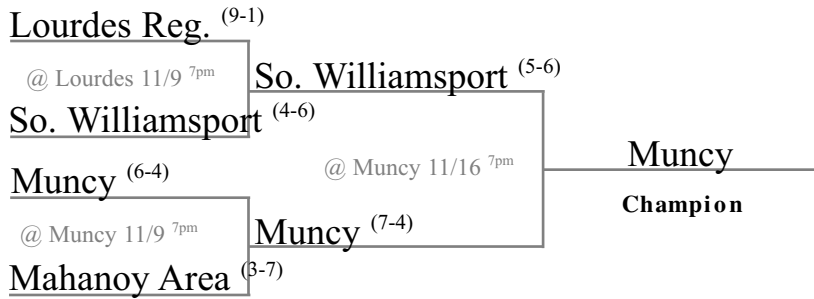 Lourdes Reg. (9-1)
@ Lourdes 11/9 7pm
So. Williamsport (4-6)
Muncy (6-4)
@ Muncy 11/9 7pm
Mahanoy Area (3-7)
So. Williamsport (5-6)
@ Muncy 11/16 7pm
Muncy (7-4)
Muncy
Champion